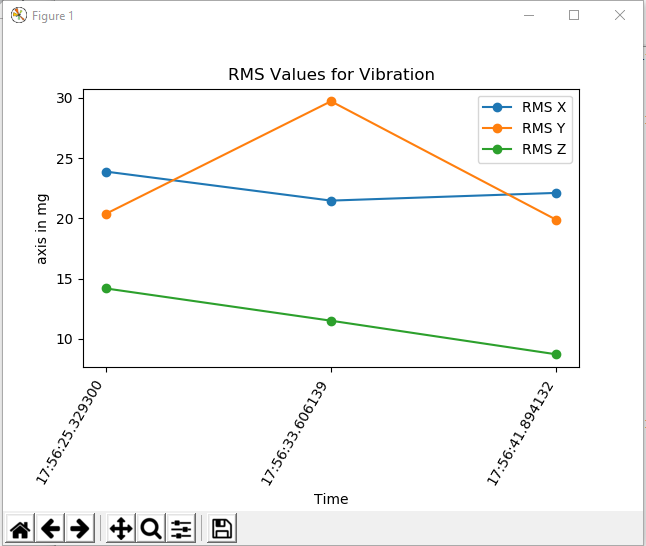 Figure 1
RMS Values for Vibration
30
25
20
15
10
axis in mg
RMS X
RMS Y
RMS Z
17:56:25.329300
17:56:33.606139
17:56:41.894132
Time